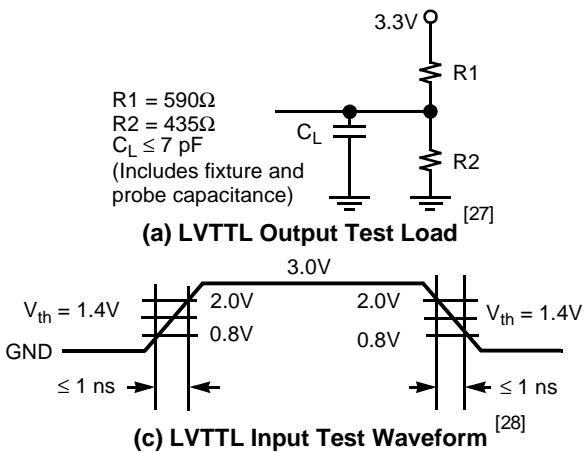 3.3V
R1
R1 = 590Ω
R2 = 435Ω
C_L ≤ 7 pF
(Includes fixture and
probe capacitance)
C_L
R2
(a) LVTTL Output Test Load [27]
3.0V
V_th = 1.4V
2.0V
0.8V
2.0V
0.8V
V_th = 1.4V
GND
≤ 1 ns
≤ 1 ns
(c) LVTTL Input Test Waveform [28]